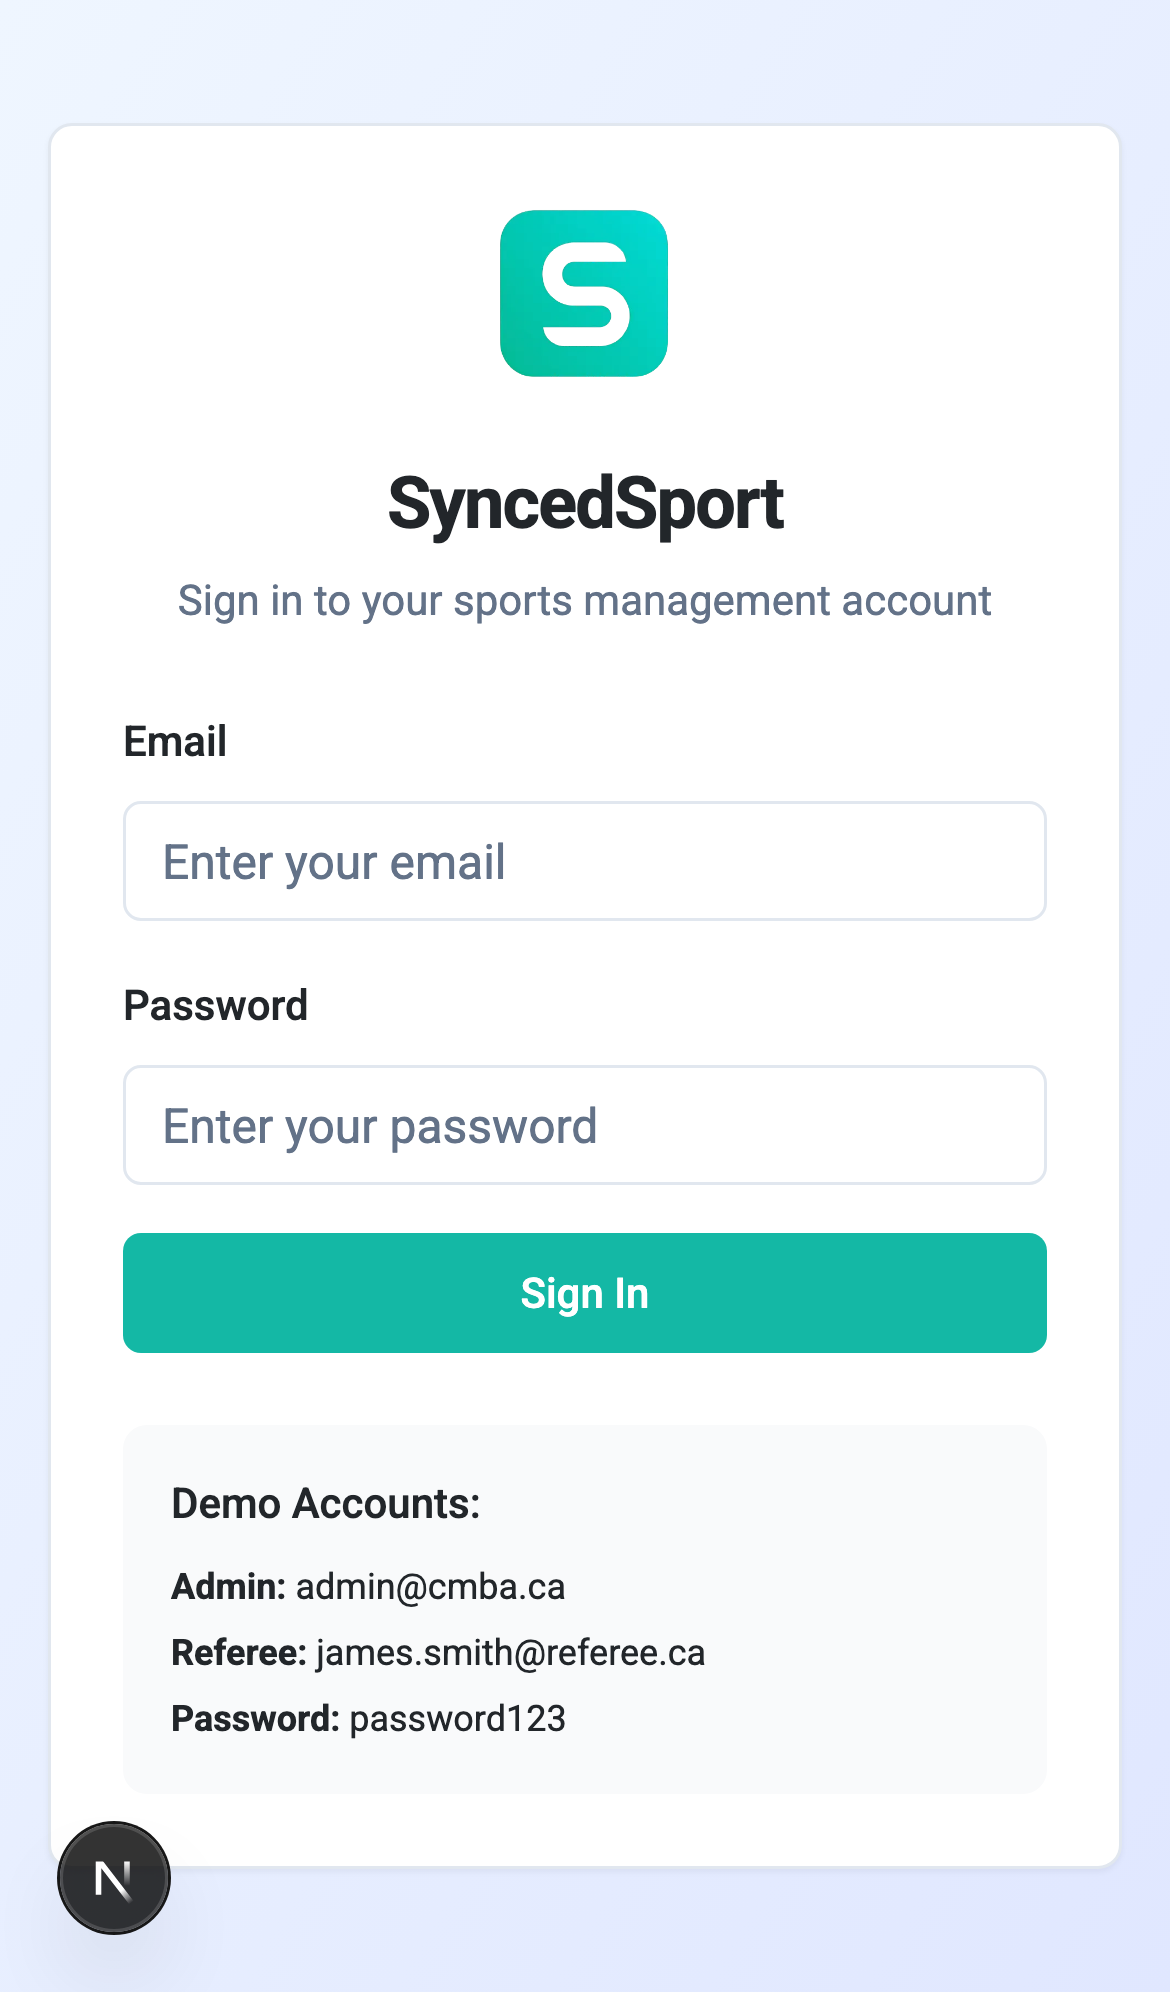 S
SyncedSport
Sign in to your sports management account
Email
Enter your email
Password
Enter your password
Sign In
Demo Accounts:
Admin: admin@cmba.ca
Referee: james.smith@referee.ca
Password: password123
N